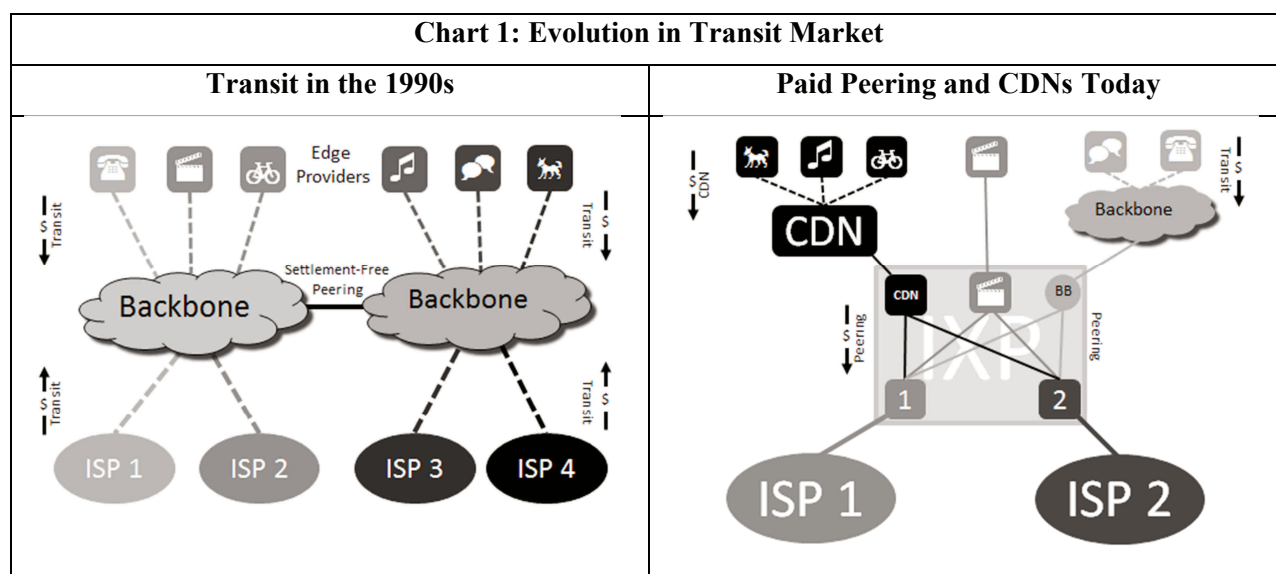 Chart 1: Evolution in Transit Market
Transit in the 1990s
Paid Peering and CDNs Today
Edge
Providers
$
Transit
Transit
$
Settlement-Free
Peering
Backbone
Backbone
$
Transit
Transit
$
ISP 1
ISP 2
ISP 3
ISP 4
$
CDN
CDN
Transit
$
Backbone
CDN
BB
IXP
$
Peering
Peering
1
2
ISP 1
ISP 2